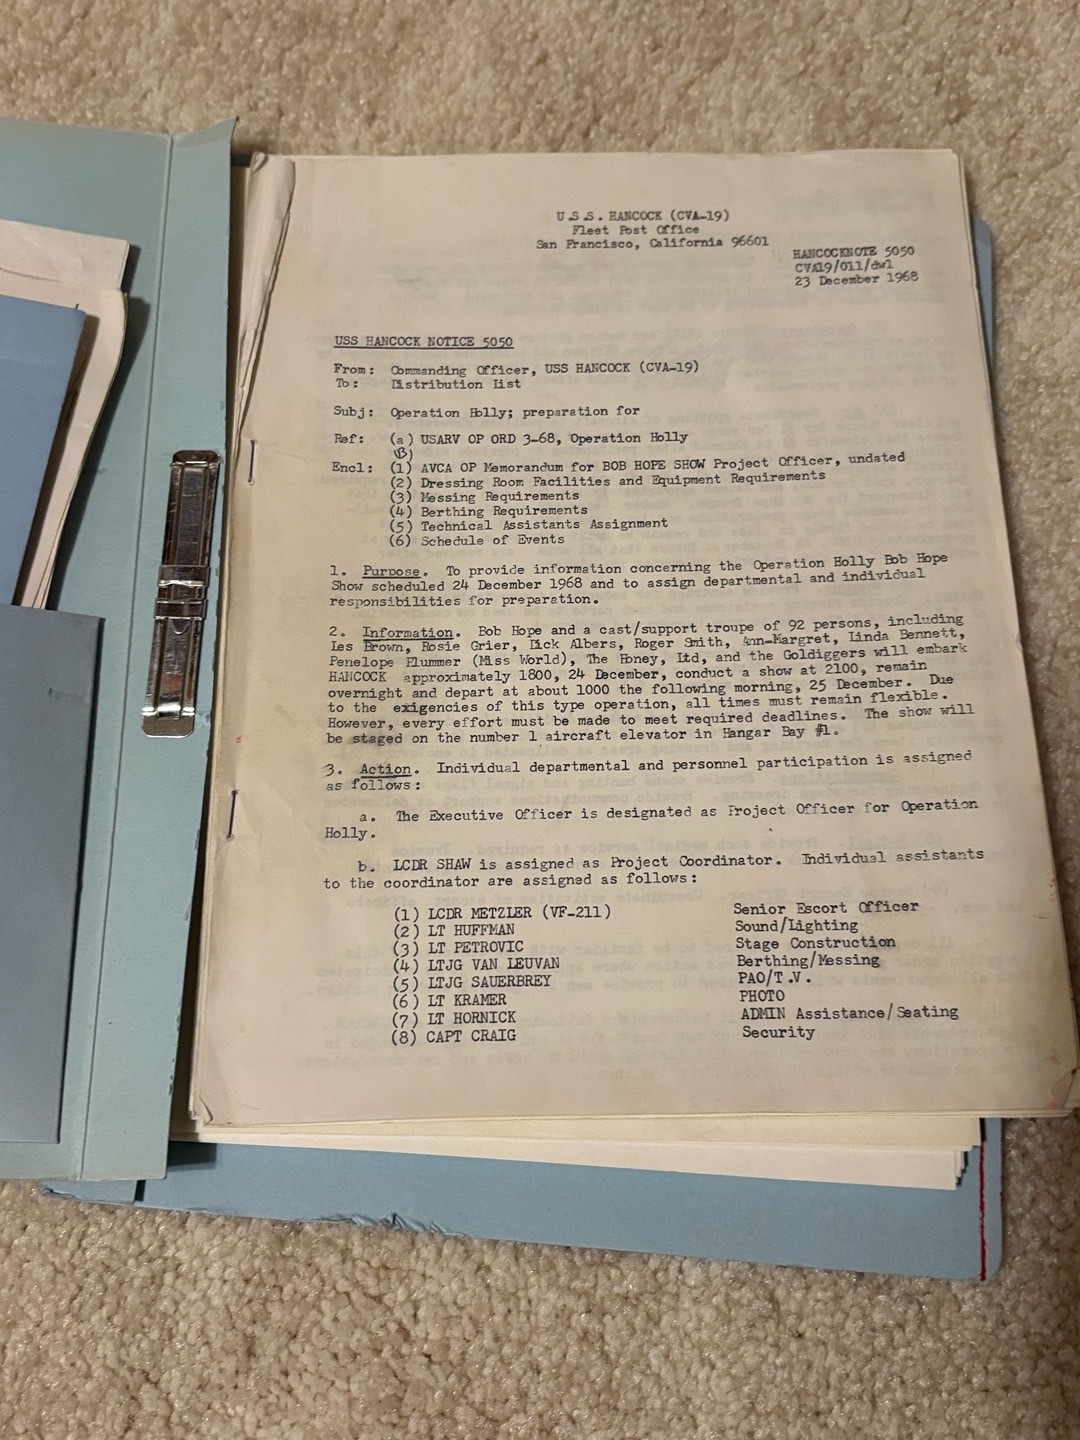 U.S.S. HANCOCK (CVA-19)
Fleet Post Office
San Francisco, California 96601
HANCOCKNOTE 5050
CVA19/011/dwl
23 December 1968
USS HANCOCK NOTICE 5050
From: Commanding Officer, USS HANCOCK (CVA-19)
To: Distribution List
Subj: Operation Holly; preparation for
Ref: (a) USARV OP ORD 3-68, Operation Holly
(B)
Encl: (1) AVCA OP Memorandum for BOB HOPE SHOW Project Officer, undated
(2) Dressing Room Facilities and Equipment Requirements
(3) Messing Requirements
(4) Berthing Requirements
(5) Technical Assistants Assignment
(6) Schedule of Events
1. Purpose. To provide information concerning the Operation Holly Bob Hope
Show scheduled 24 December 1968 and to assign departmental and individual
responsibilities for preparation.
2. Information. Bob Hope and a cast/support troupe of 92 persons, including
Les Brown, Rosie Grier, Dick Albers, Roger Smith, Ann-Margret, Linda Bennett,
Penelope Plummer (Miss World), The Honey, Ltd, and the Goldiggers will embark
HANCOCK approximately 1800, 24 December, conduct a show at 2100, remain
overnight and depart at about 1000 the following morning, 25 December. Due
to the exigencies of this type operation, all times must remain flexible.
However, every effort must be made to meet required deadlines. The show will
be staged on the number 1 aircraft elevator in Hangar Bay #1.
3. Action. Individual departmental and personnel participation is assigned
as follows:
a. The Executive Officer is designated as Project Officer for Operation
Holly.
b. LCDR SHAW is assigned as Project Coordinator. Individual assistants
to the coordinator are assigned as follows:
(1) LCDR METZLER (VF-211) Senior Escort Officer
(2) LT HUFFMAN Sound/Lighting
(3) LT PETROVIC Stage Construction
(4) LTJG VAN LEUVAN Berthing/Messing
(5) LTJG SAUERBREY PAO/T.V.
(6) LT KRAMER PHOTO
(7) LT HORNICK ADMIN Assistance/Seating
(8) CAPT CRAIG Security